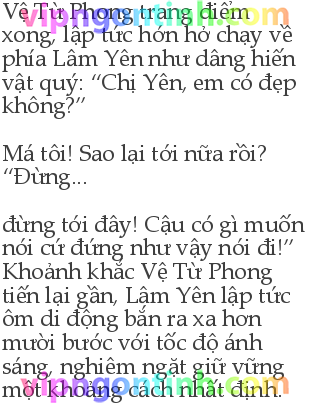 Vệ Từ Phong trang điểm
xong, lập tức hớn hở chạy về
phía Lâm Yên như dâng hiến
vật quý: “Chị Yên, em có đẹp
không?”
Má tôi! Sao lại tới nữa rồi?
“Đừng...
đừng tới đây! Cậu có gì muốn
nói cứ đứng như vậy nói đi!”
Khoảnh khắc Vệ Từ Phong
tiến lại gần, Lâm Yên lập tức
ôm di động bắn ra xa hơn
mười bước với tốc độ ánh
sáng, nghiêm ngặt giữ vững
một khoảng cách nhất định.
vipngontinh.com
vipngontinh.com